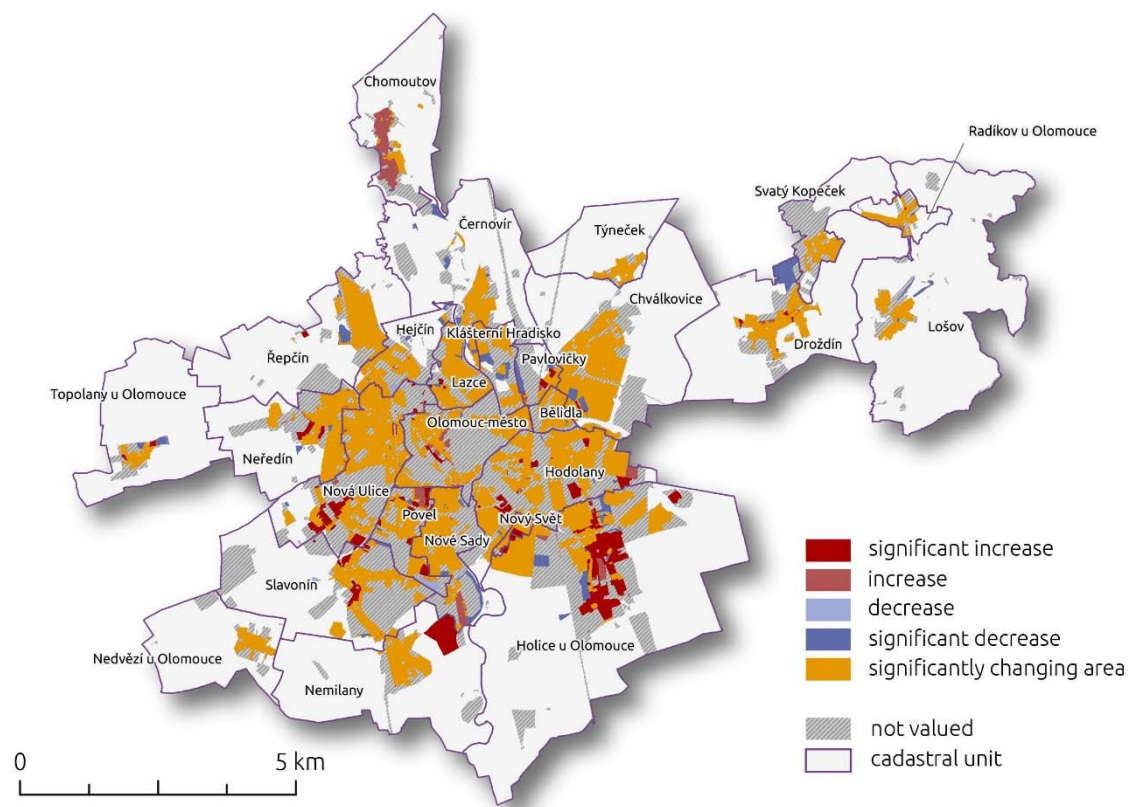 Chomoutov
Radíkov u Olomouce
Svatý Kopeček
Černovír
Týneček
Chválkovice
Klášterní Hradisko
Hejčín
Lošov
Droždín
Řepčín
Pavlovičky
Lazce
Topolany u Olomouce
Bělidla
Olomouc-město
Neředín
Hodolany
Nová Ulice
Povel
Nový Svět
Nové Sady
Slavonín
Holice u Olomouce
Nedvězí u Olomouce
Nemilany
significant increase
increase
decrease
significant decrease
significantly changing area
not valued
cadastral unit
0 5 km